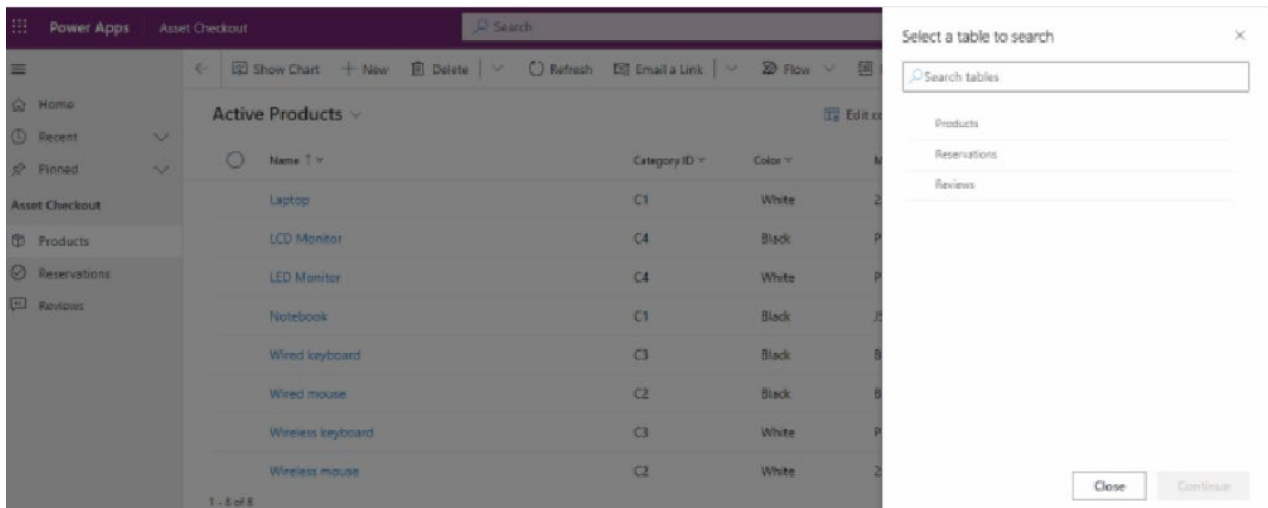 Power Apps Asset Checkout Search
Select a table to search
Search tables
Products
Reservations
Reviews
Close Continue
Show Chart New Delete Refresh Email a Link Flow
Home
Recent
Pinned
Asset Checkout
Products
Reservations
Reviews
Active Products Edit co
Name ↑ Category ID Color M
Laptop C1 White 2
LCD Monitor C4 Black P
LED Monitor C4 White P
Notebook C1 Black
Wired keyboard C3 Black B
Wired mouse C2 Black B
Wireless keyboard C3 White P
Wireless mouse C2 White 2
1 - 8 of 8